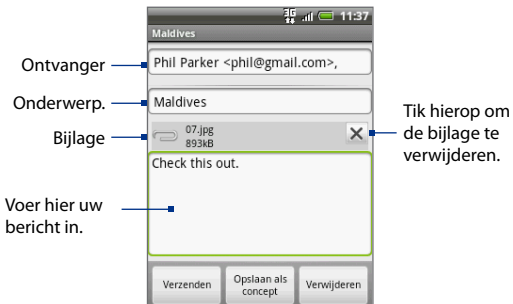 3G 11:37
Maldives
Ontvanger
Phil Parker <phil@gmail.com>,
Onderwerp.
Maldives
Bijlage
07.jpg
893kB
Tik hierop om
de bijlage te
verwijderen.
Check this out.
Voer hier uw
bericht in.
Verzenden
Opslaan als
concept
Verwijderen